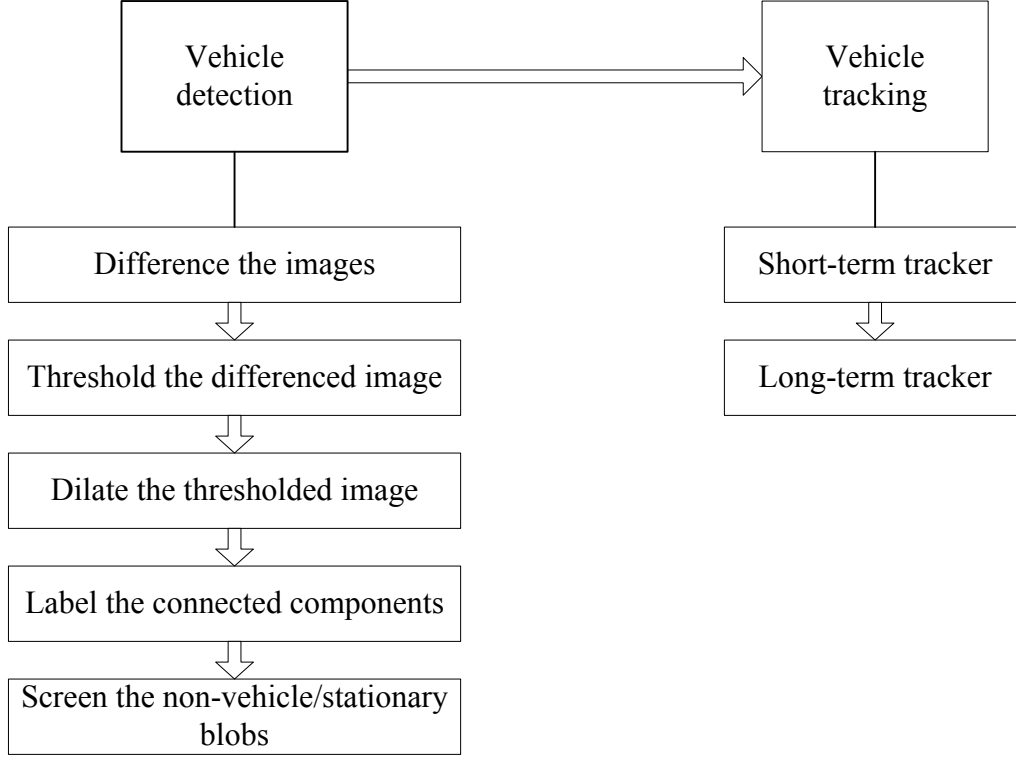 Vehicle
detection
Vehicle
tracking
Difference the images
Threshold the differenced image
Dilate the thresholded image
Label the connected components
Screen the non-vehicle/stationary
blobs
Short-term tracker
Long-term tracker